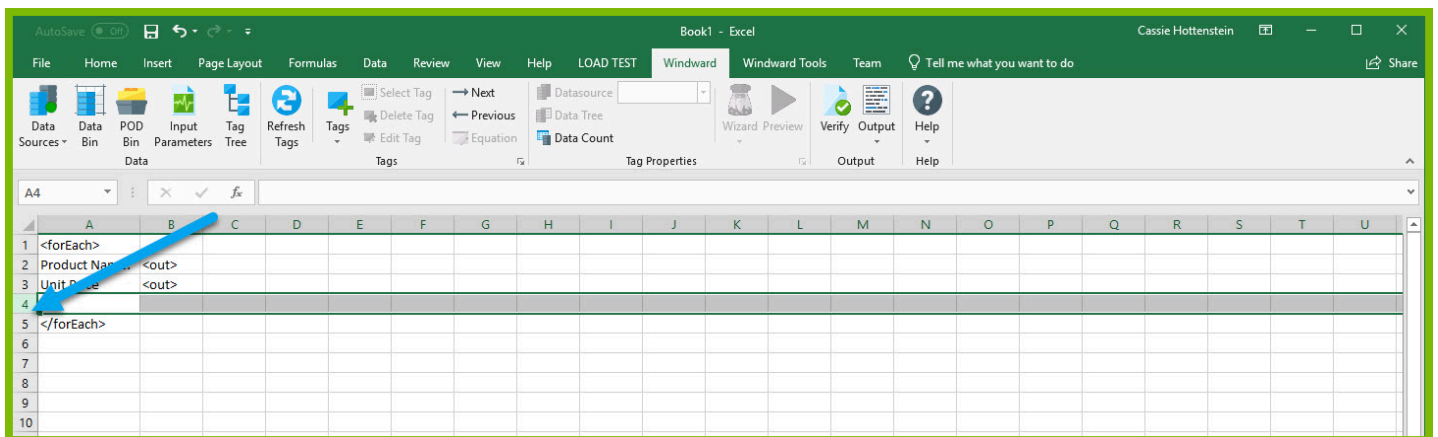 AutoSave Off Book1 - Excel Cassie Hottenstein
File Home Insert Page Layout Formulas Data Review View Help LOAD TEST Windward Windward Tools Team Tell me what you want to do Share
Select Tag Next Datasource
Delete Tag Previous Data Tree
Edit Tag Equation Data Count
Data Data POD Input Tag Refresh Tags Wizard Preview Verify Output Help
Sources Bin Bin Parameters Tree Tags
Data Tags Tag Properties Output Help
A4 fx
A B C D E F G H I J K L M N O P Q R S T U
1 <forEach>
2 Product <out>
3 Unit <out>
4
5 </forEach>
6
7
8
9
10